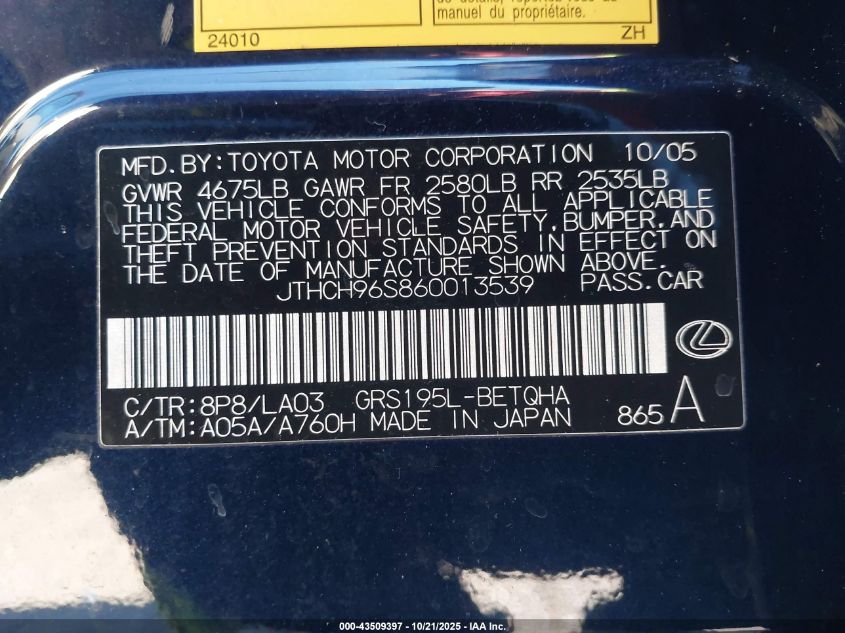 manuel du propriétaire.
24010 ZH
MFD.BY:TOYOTA MOTOR CORPORATION 10/05
GVWR 4675LB GAWR FR 2580LB RR 2535LB
THIS VEHICLE CONFORMS TO ALL APPLICABLE
FEDERAL MOTOR VEHICLE SAFETY,BUMPER,AND
THEFT PREVENTION STANDARDS IN EFFECT ON
THE DATE OF MANUFACTURE SHOWN ABOVE.
JTHCH96S860013539 PASS.CAR
C/TR:8P8/LA03 GRS195L-BETQHA
A/TM:A05A/A760H MADE IN JAPAN 865 A
000-43509397 - 10/21/2025 - IAA Inc.